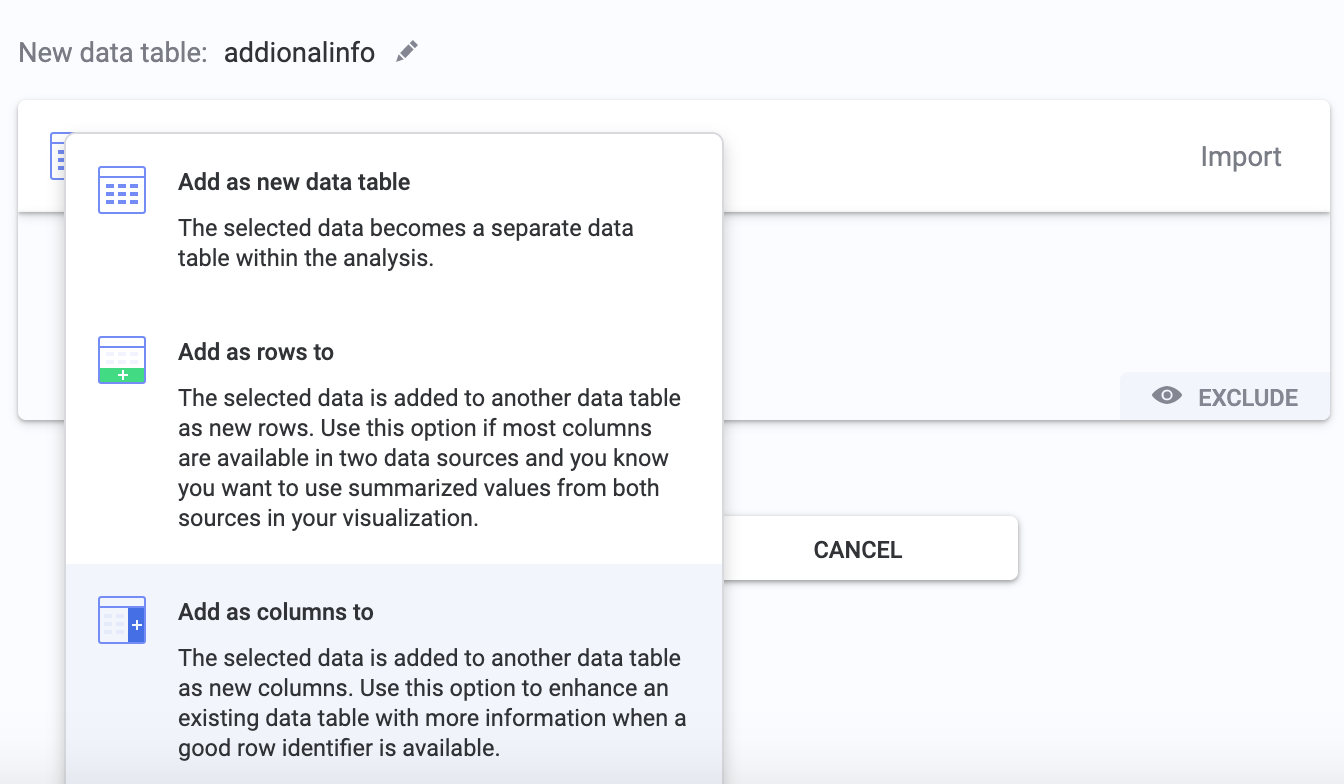 New data table: addionalinfo
Import
Add as new data table
The selected data becomes a separate data
table within the analysis.
Add as rows to
The selected data is added to another data table
as new rows. Use this option if most columns
are available in two data sources and you know
you want to use summarized values from both
sources in your visualization.
EXCLUDE
CANCEL
Add as columns to
The selected data is added to another data table
as new columns. Use this option to enhance an
existing data table with more information when a
good row identifier is available.